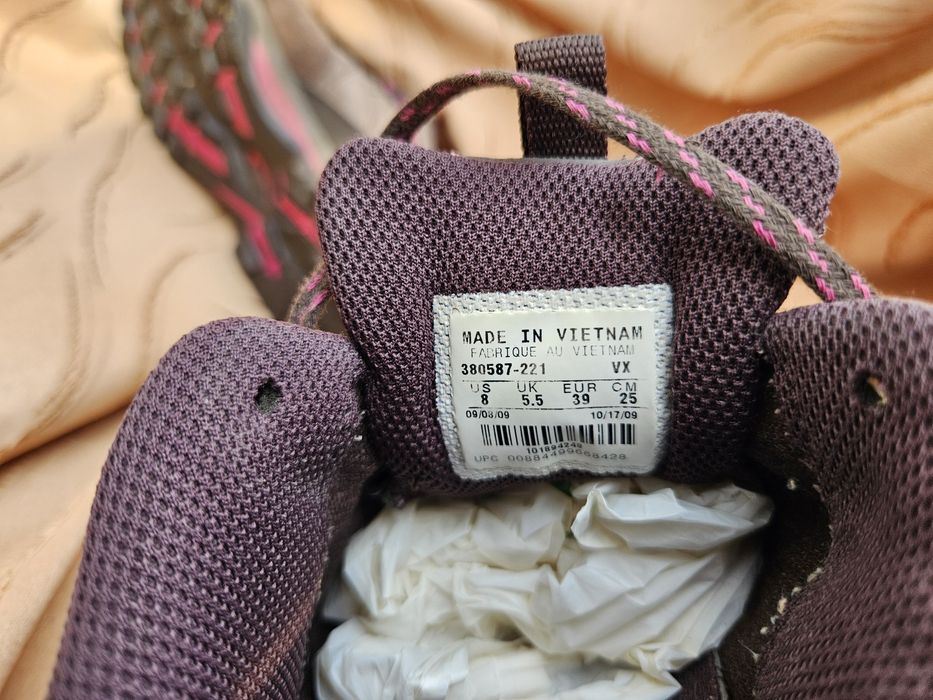 MADE IN VIETNAM
FABRIQUE AU VIETNAM
380587-221 VX
US UK EUR CM
8 5.5 39 25
09/08/09 10/17/09
101894248
UPC 00884499668428